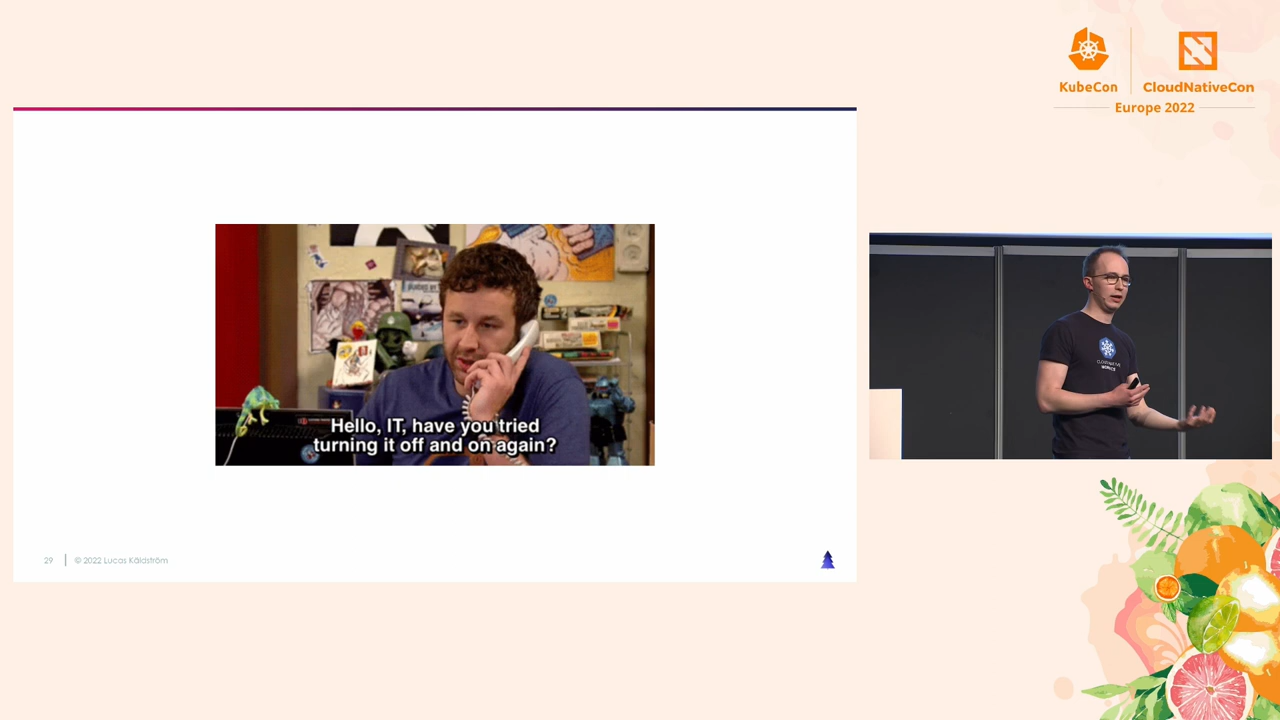 KubeCon
CloudNativeCon
Europe 2022
Hello, IT, have you tried
turning it off and on again?
29
© 2022 Lucas Käldström